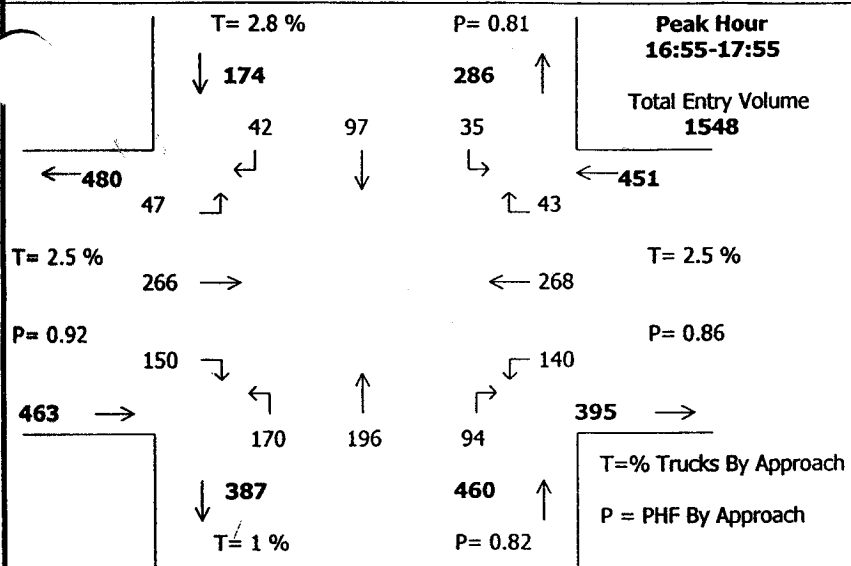 T= 2.8 %
P= 0.81
Peak Hour
16:55-17:55
174
286
Total Entry Volume
1548
42
97
35
480
451
47
43
T= 2.5 %
T= 2.5 %
266
268
P= 0.92
P= 0.86
150
140
463
395
170
196
94
T=% Trucks By Approach
387
460
P = PHF By Approach
T= 1 %
P= 0.82